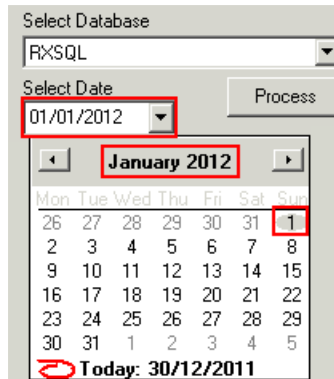 Select Database
RXSQL
Select Date
Process
01/01/2012
January 2012
Mon Tue Wed Thu Fri Sat Sun
26 27 28 29 30 31 1
2 3 4 5 6 7 8
9 10 11 12 13 14 15
16 17 18 19 20 21 22
23 24 25 26 27 28 29
30 31 1 2 3 4 5
Today: 30/12/2011